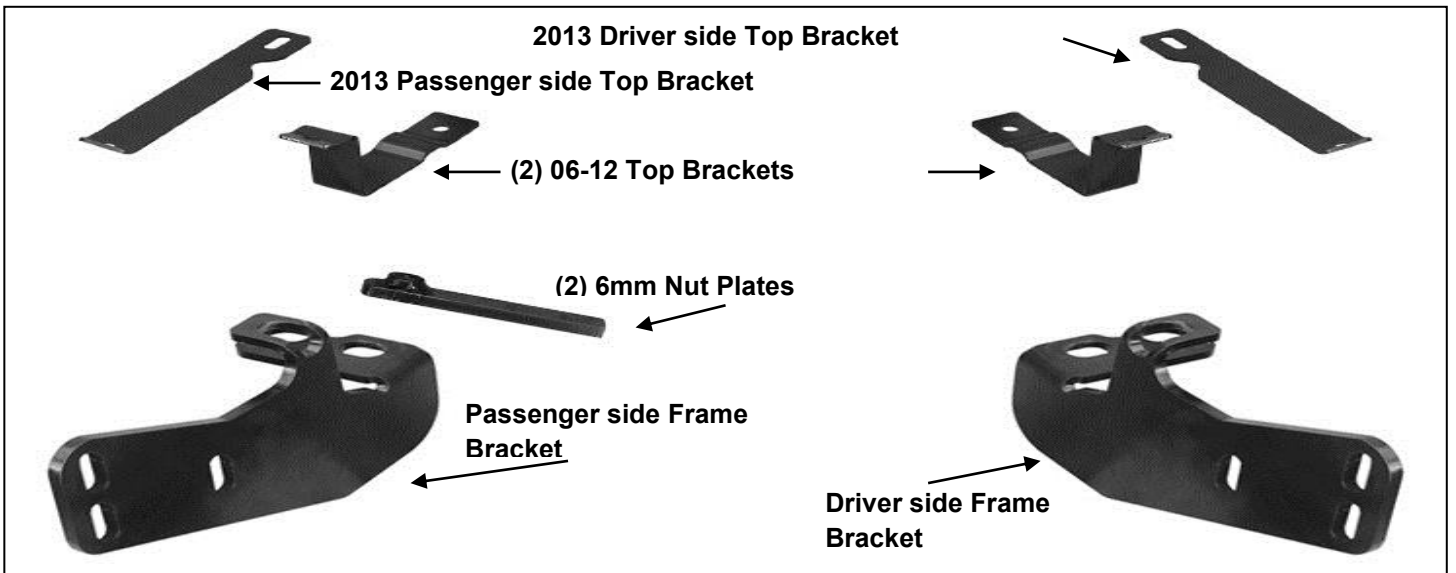 2013 Driver side Top Bracket
2013 Passenger side Top Bracket
(2) 06-12 Top Brackets
(2) 6mm Nut Plates
Passenger side Frame
Bracket
Driver side Frame
Bracket